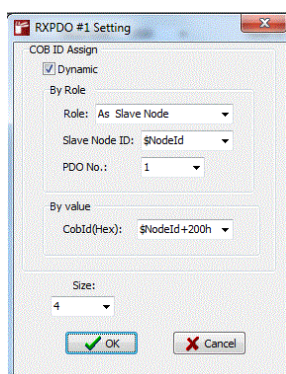 RXPDO #1 Setting
COB ID Assign
Dynamic
By Role
Role: As Slave Node
Slave Node ID: $NodeId
PDO No.: 1
By value
CobId(Hex): $NodeId+200h
Size:
4
OK Cancel